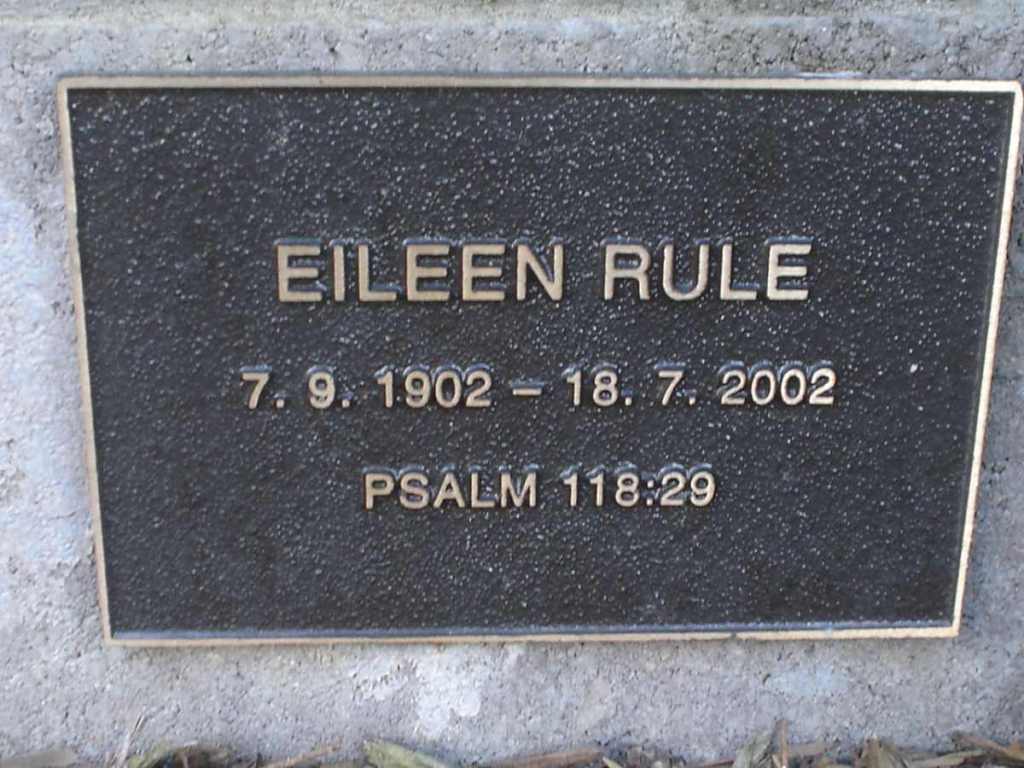 EILEEN RULE
7. 9. 1902 – 18. 7. 2002
PSALM 118:29